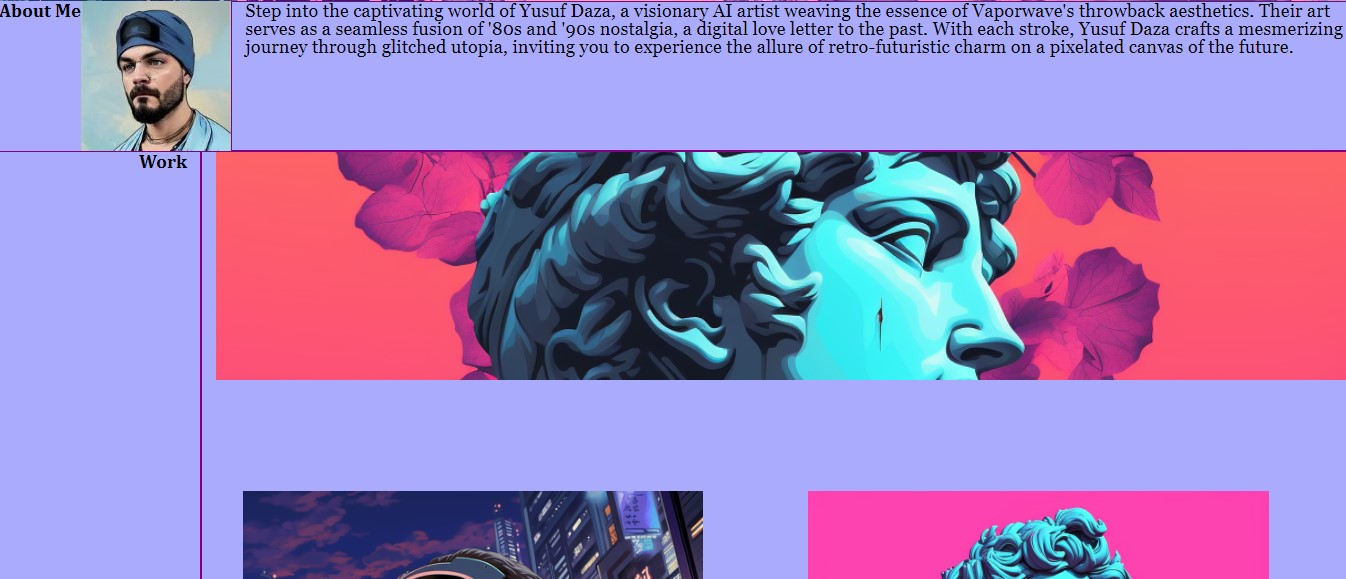 About Me
Step into the captivating world of Yusuf Daza, a visionary AI artist weaving the essence of Vaporwave's throwback aesthetics. Their art
serves as a seamless fusion of '80s and '90s nostalgia, a digital love letter to the past. With each stroke, Yusuf Daza crafts a mesmerizing
journey through glitched utopia, inviting you to experience the allure of retro-futuristic charm on a pixelated canvas of the future.
Work